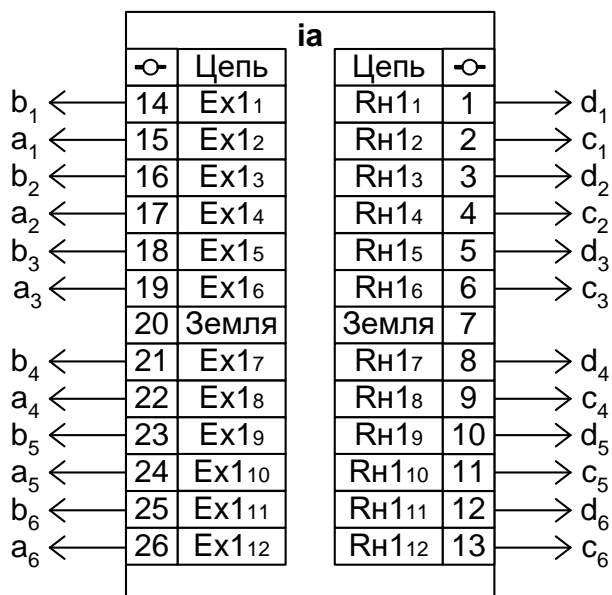 ia
Цепь Цепь
b1 14 Ex11 Rн11 1 d1
a1 15 Ex12 Rн12 2 c1
b2 16 Ex13 Rн13 3 d2
a2 17 Ex14 Rн14 4 c2
b3 18 Ex15 Rн15 5 d3
a3 19 Ex16 Rн16 6 c3
20 Земля Земля 7
b4 21 Ex17 Rн17 8 d4
a4 22 Ex18 Rн18 9 c4
b5 23 Ex19 Rн19 10 d5
a5 24 Ex110 Rн110 11 c5
b6 25 Ex111 Rн111 12 d6
a6 26 Ex112 Rн112 13 c6